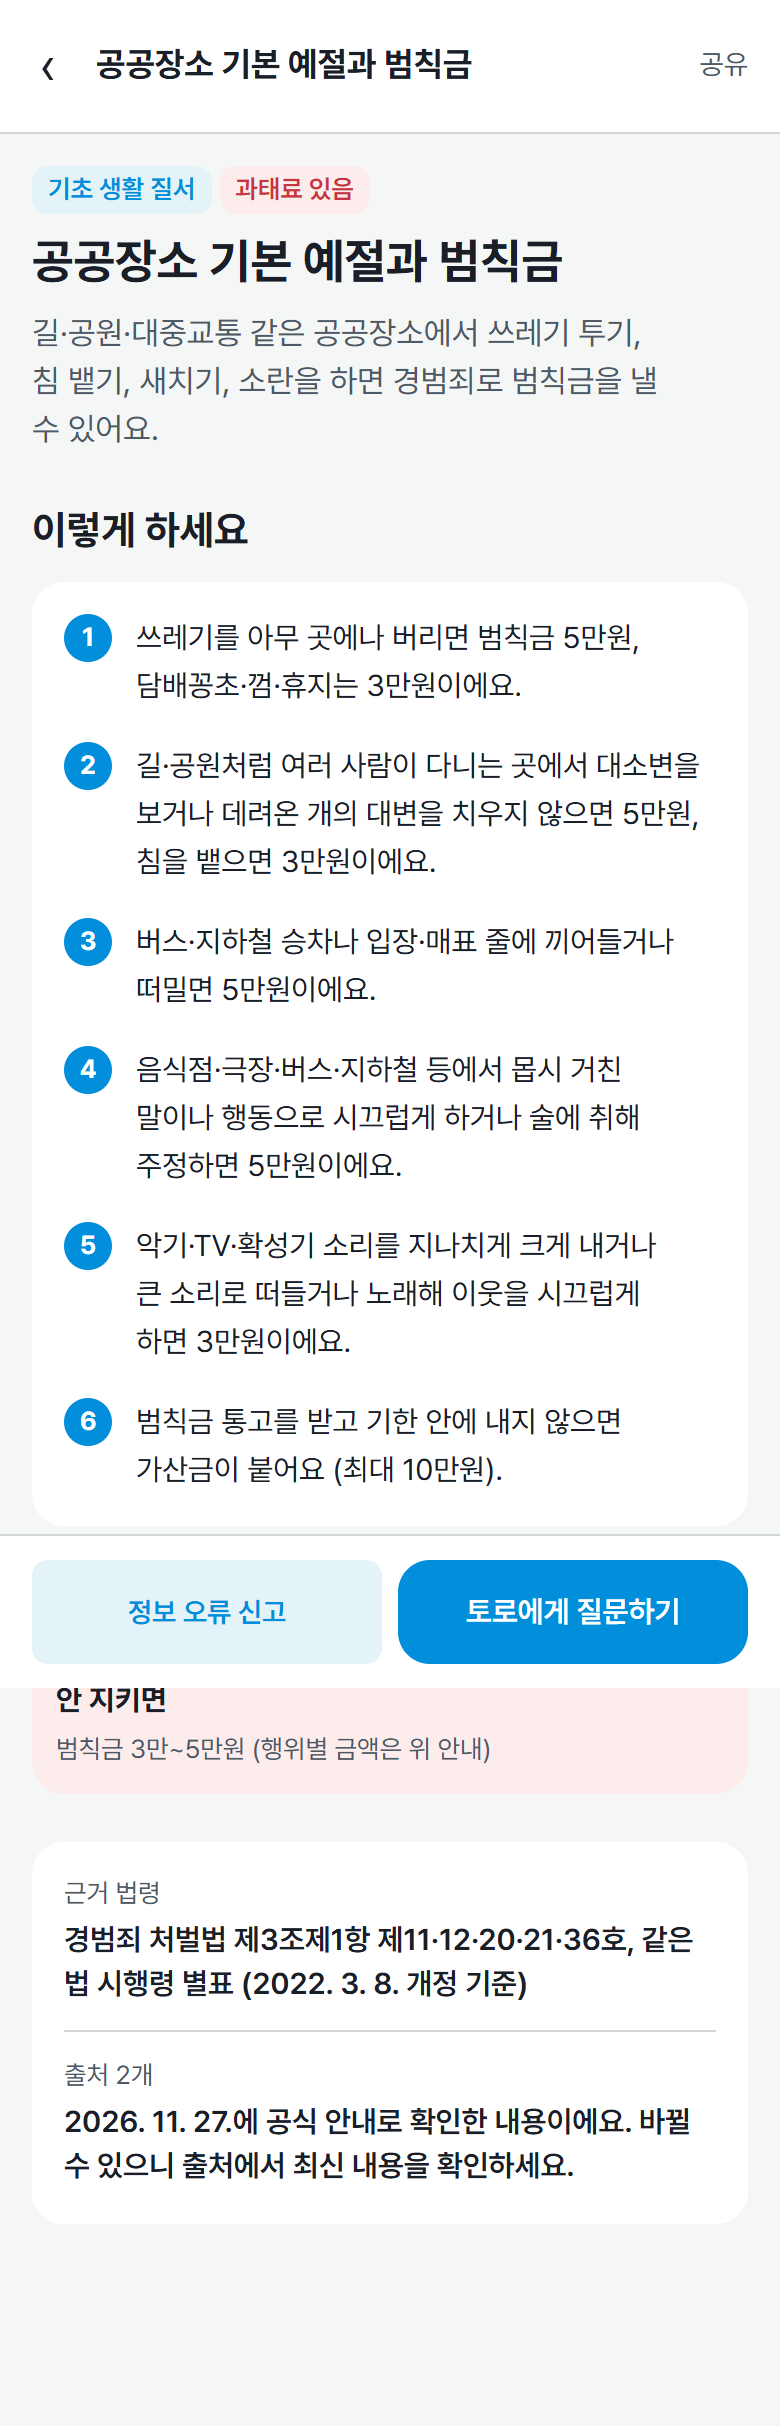 ‹ 공공장소 기본 예절과 범칙금 공유
기초 생활 질서 과태료 있음
공공장소 기본 예절과 범칙금
길·공원·대중교통 같은 공공장소에서 쓰레기 투기,
침 뱉기, 새치기, 소란을 하면 경범죄로 범칙금을 낼
수 있어요.
이렇게 하세요
1 쓰레기를 아무 곳에나 버리면 범칙금 5만원,
담배꽁초·껌·휴지는 3만원이에요.
2 길·공원처럼 여러 사람이 다니는 곳에서 대소변을
보거나 데려온 개의 대변을 치우지 않으면 5만원,
침을 뱉으면 3만원이에요.
3 버스·지하철 승차나 입장·매표 줄에 끼어들거나
떠밀면 5만원이에요.
4 음식점·극장·버스·지하철 등에서 몹시 거친
말이나 행동으로 시끄럽게 하거나 술에 취해
주정하면 5만원이에요.
5 악기·TV·확성기 소리를 지나치게 크게 내거나
큰 소리로 떠들거나 노래해 이웃을 시끄럽게
하면 3만원이에요.
6 범칙금 통고를 받고 기한 안에 내지 않으면
가산금이 붙어요 (최대 10만원).
정보 오류 신고 토로에게 질문하기
안 지키면
범칙금 3만~5만원 (행위별 금액은 위 안내)
근거 법령
경범죄 처벌법 제3조제1항 제11·12·20·21·36호, 같은
법 시행령 별표 (2022. 3. 8. 개정 기준)
출처 2개
2026. 11. 27.에 공식 안내로 확인한 내용이에요. 바뀔
수 있으니 출처에서 최신 내용을 확인하세요.